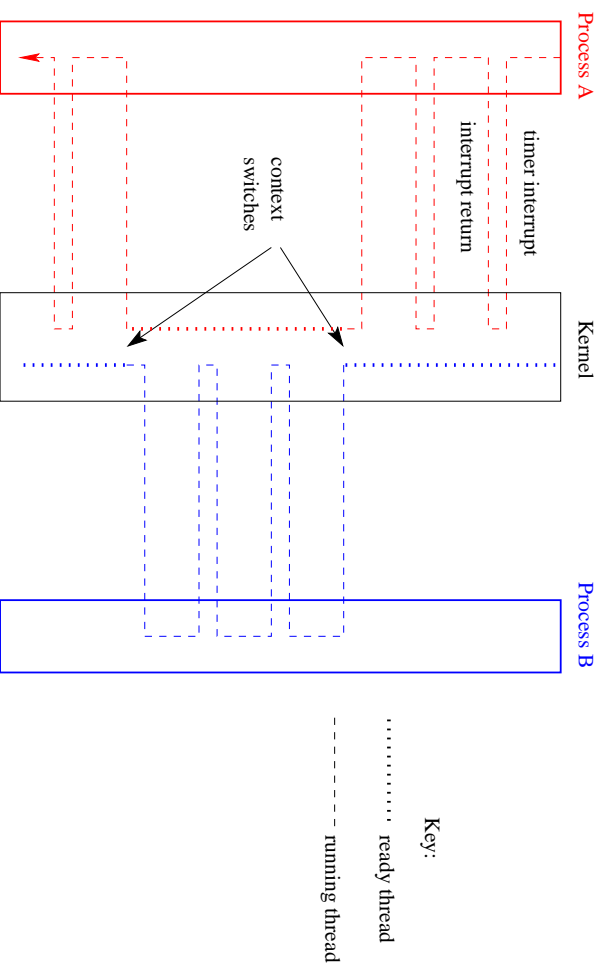 Process A
Kernel
Process B
timer interrupt
interrupt return
context
switches
Key:
ready thread
running thread